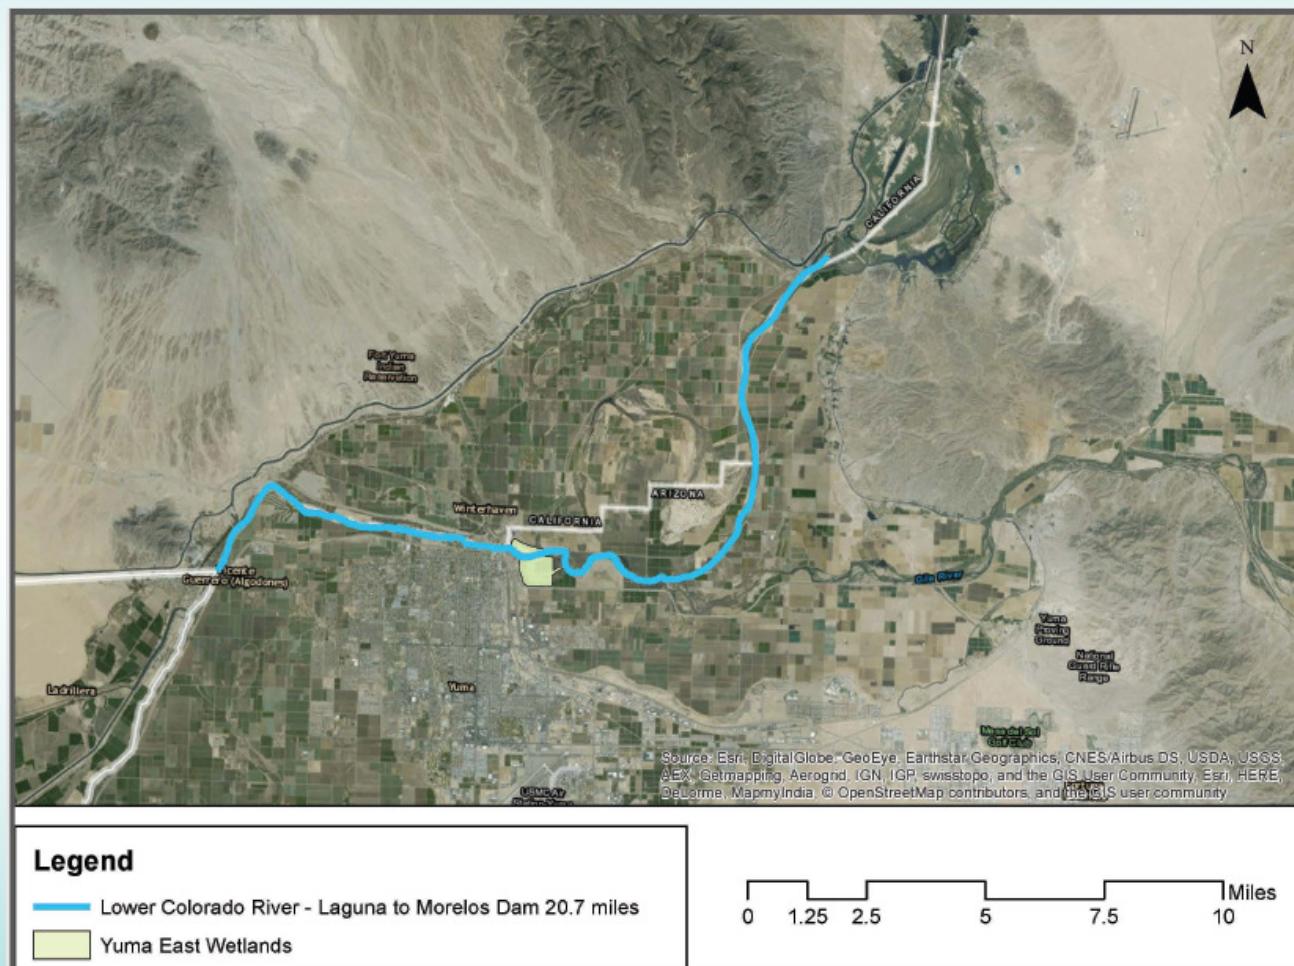 N
CALIFORNIA
Fort Yuma
Indian
Reservation
ARIZONA
Winterhaven
CALIFORNIA
Guerrero (Algodones)
Gila River
Yuma
Proving
Ground
National
Guard Rifle
Range
Ladrillera
Yuma
Mesa del Sol
Golf Club
Source: Esri, DigitalGlobe, GeoEye, Earthstar Geographics, CNES/Airbus DS, USDA, USGS,
AEX, Getmapping, Aerogrid, IGN, IGP, swisstopo, and the GIS User Community, Esri, HERE,
DeLorme, MapmyIndia, © OpenStreetMap contributors, and the GIS user community
USMC Air
Station Yuma
Legend
Lower Colorado River - Laguna to Morelos Dam 20.7 miles
Yuma East Wetlands
Miles
0 1.25 2.5 5 7.5 10